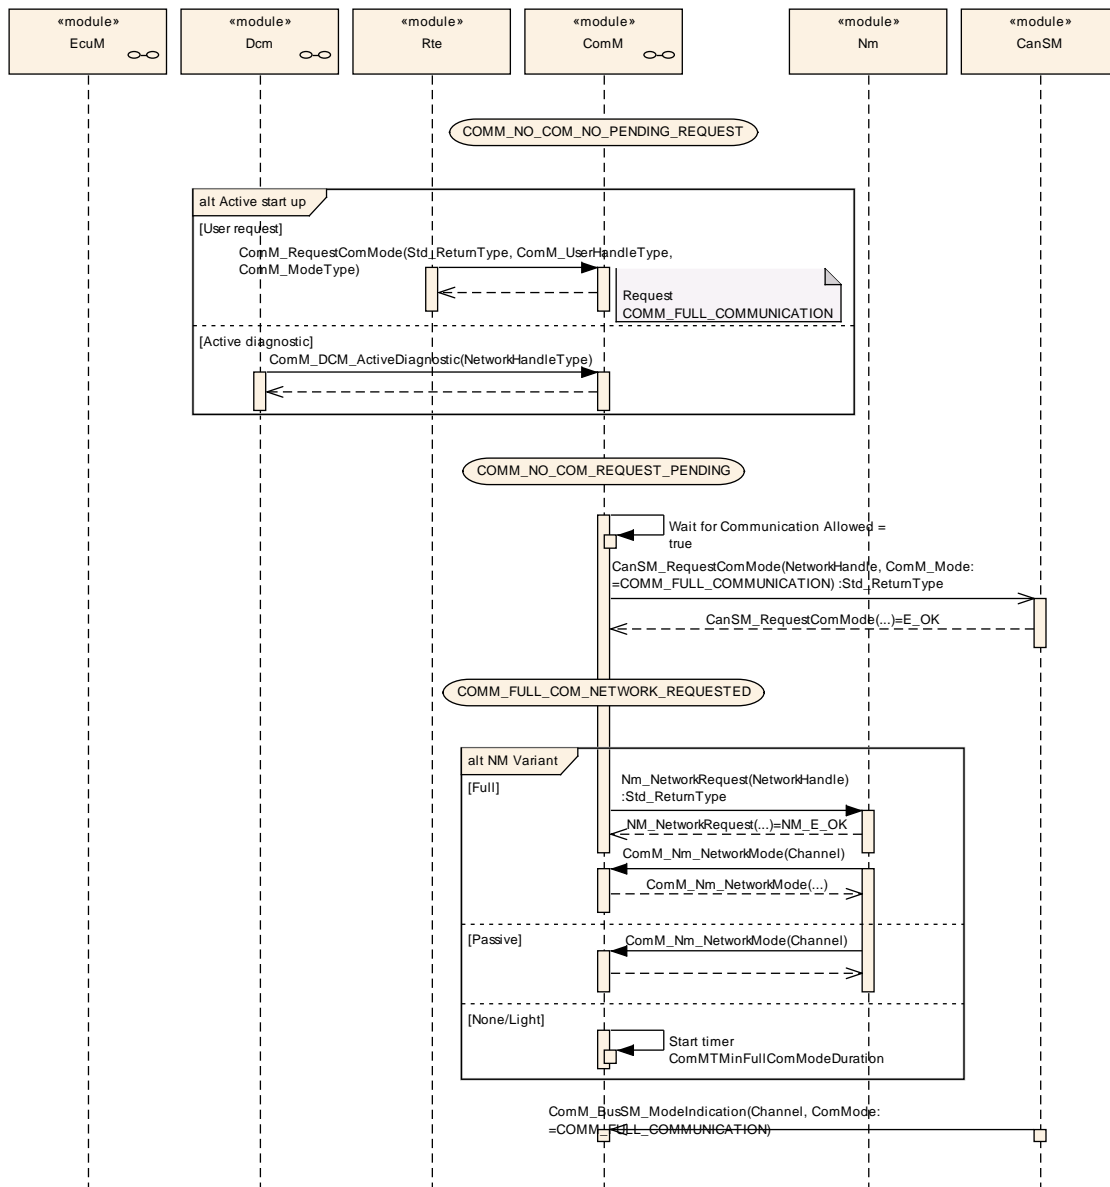 «module»
EcuM
«module»
Dcm
«module»
Rte
«module»
ComM
«module»
Nm
«module»
CanSM
COMM_NO_COM_NO_PENDING_REQUEST
alt Active start up
[User request]
ComM_RequestComMode(Std_ReturnType, ComM_UserHandleType,
ComM_ModeType)
Request
COMM_FULL_COMMUNICATION
[Active diagnostic]
ComM_DCM_ActiveDiagnostic(NetworkHandleType)
COMM_NO_COM_REQUEST_PENDING
Wait for Communication Allowed =
true
CanSM_RequestComMode(NetworkHandle, ComM_Mode:
=COMM_FULL_COMMUNICATION) :Std_ReturnType
CanSM_RequestComMode(...)=E_OK
COMM_FULL_COM_NETWORK_REQUESTED
alt NM Variant
[Full]
Nm_NetworkRequest(NetworkHandle)
:Std_ReturnType
NM_NetworkRequest(...)=NM_E_OK
ComM_Nm_NetworkMode(Channel)
ComM_Nm_NetworkMode(...)
[Passive]
ComM_Nm_NetworkMode(Channel)
[None/Light]
Start timer
ComMTMinFullComModeDuration
ComM_BusSM_ModeIndication(Channel, ComMode:
=COMM_FULL_COMMUNICATION)